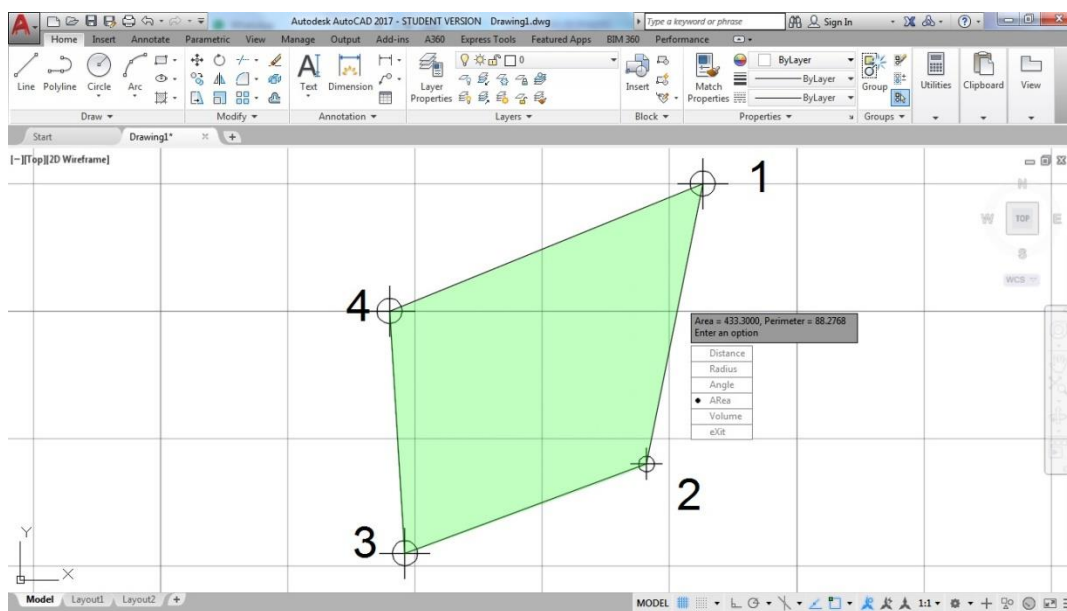 Autodesk AutoCAD 2017 - STUDENT VERSION Drawing1.dwg
Type a keyword or phrase
Sign In
Home Insert Annotate Parametric View Manage Output Add-ins A360 Express Tools Featured Apps BIM 360 Performance
Line Polyline Circle Arc
Text Dimension
Layer Properties
0
Insert
Match Properties
ByLayer
ByLayer
ByLayer
Group
Utilities
Clipboard
View
Draw Modify Annotation Layers Block Properties Groups
Start Drawing1*
[–][Top][2D Wireframe]
N
W TOP E
S
WCS
1
4
Area = 433.3000, Perimeter = 88.2768
Enter an option
Distance
Radius
Angle
ARea
Volume
eXit
2
3
Y
X
Model Layout1 Layout2 +
MODEL
1:1